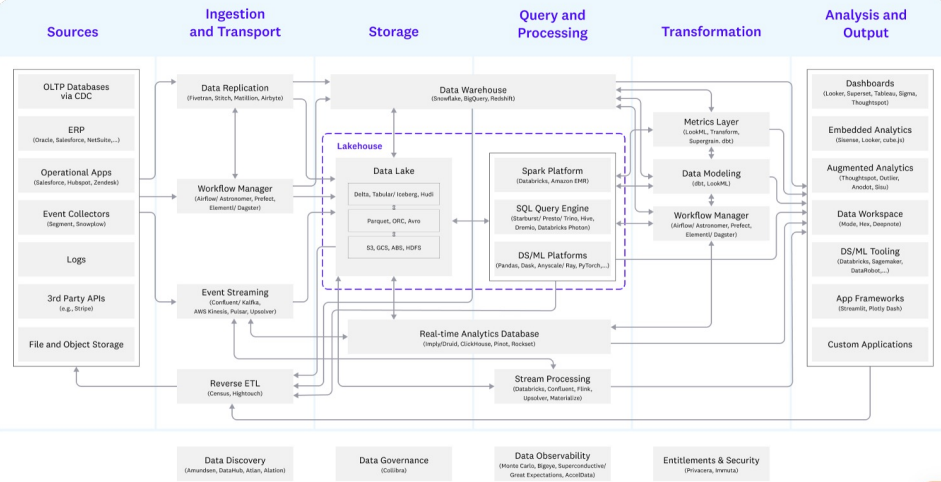 Sources
Ingestion
and Transport
Storage
Query and
Processing
Transformation
Analysis and
Output
OLTP Databases
via CDC
ERP
(Oracle, Salesforce, NetSuite,...)
Operational Apps
(Salesforce, Hubspot, Zendesk)
Event Collectors
(Segment, Snowplow)
Logs
3rd Party APIs
(e.g., Stripe)
File and Object Storage
Data Replication
(Fivetran, Stitch, Matillion, Airbyte)
Workflow Manager
(Airflow/ Astronomer, Prefect,
Elementl/ Dagster)
Event Streaming
(Confluent/ Kalfka,
AWS Kinesis, Pulsar, Upsolver)
Reverse ETL
(Census, Hightouch)
Data Warehouse
(Snowflake, BigQuery, Redshift)
Lakehouse
Data Lake
Delta, Tabular/ Iceberg, Hudi
Parquet, ORC, Avro
S3, GCS, ABS, HDFS
Spark Platform
(Databricks, Amazon EMR)
SQL Query Engine
(Starburst/ Presto/ Trino, Hive,
Dremio, Databricks Photon)
DS/ML Platforms
(Pandas, Dask, Anyscale/ Ray, PyTorch,...)
Real-time Analytics Database
(Imply/Druid, ClickHouse, Pinot, Rockset)
Stream Processing
(Databricks, Confluent, Flink,
Upsolver, Materialize)
Metrics Layer
(LookML, Transform,
Supergrain. dbt)
Data Modeling
(dbt, LookML)
Workflow Manager
(Airflow/ Astronomer, Prefect,
Elementl/ Dagster)
Dashboards
(Looker, Superset, Tableau, Sigma,
Thoughtspot)
Embedded Analytics
(Sisense, Looker, cube.js)
Augmented Analytics
(Thoughtspot, Outlier,
Anodot, Sisu)
Data Workspace
(Mode, Hex, Deepnote)
DS/ML Tooling
(Databricks, Sagemaker,
DataRobot,...)
App Frameworks
(Streamlit, Plotly Dash)
Custom Applications
Data Discovery
(Amundsen, DataHub, Atlan, Alation)
Data Governance
(Collibra)
Data Observability
(Monte Carlo, Bigeye, Superconductive/
Great Expectations, AccelData)
Entitlements & Security
(Privacera, Immuta)